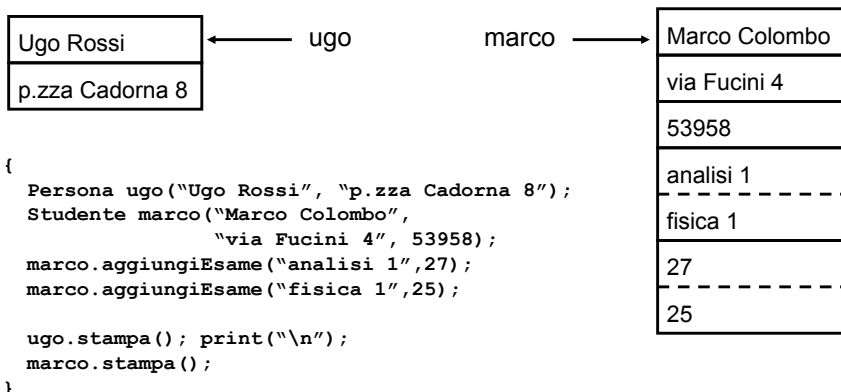 Ugo Rossi
p.zza Cadorna 8
ugo
marco
Marco Colombo
via Fucini 4
53958
analisi 1
fisica 1
27
25
{
Persona ugo(“Ugo Rossi”, “p.zza Cadorna 8”);
Studente marco(“Marco Colombo”,
“via Fucini 4”, 53958);
marco.aggiungiEsame(“analisi 1”,27);
marco.aggiungiEsame(“fisica 1”,25);
ugo.stampa(); print(“\n”);
marco.stampa();
}